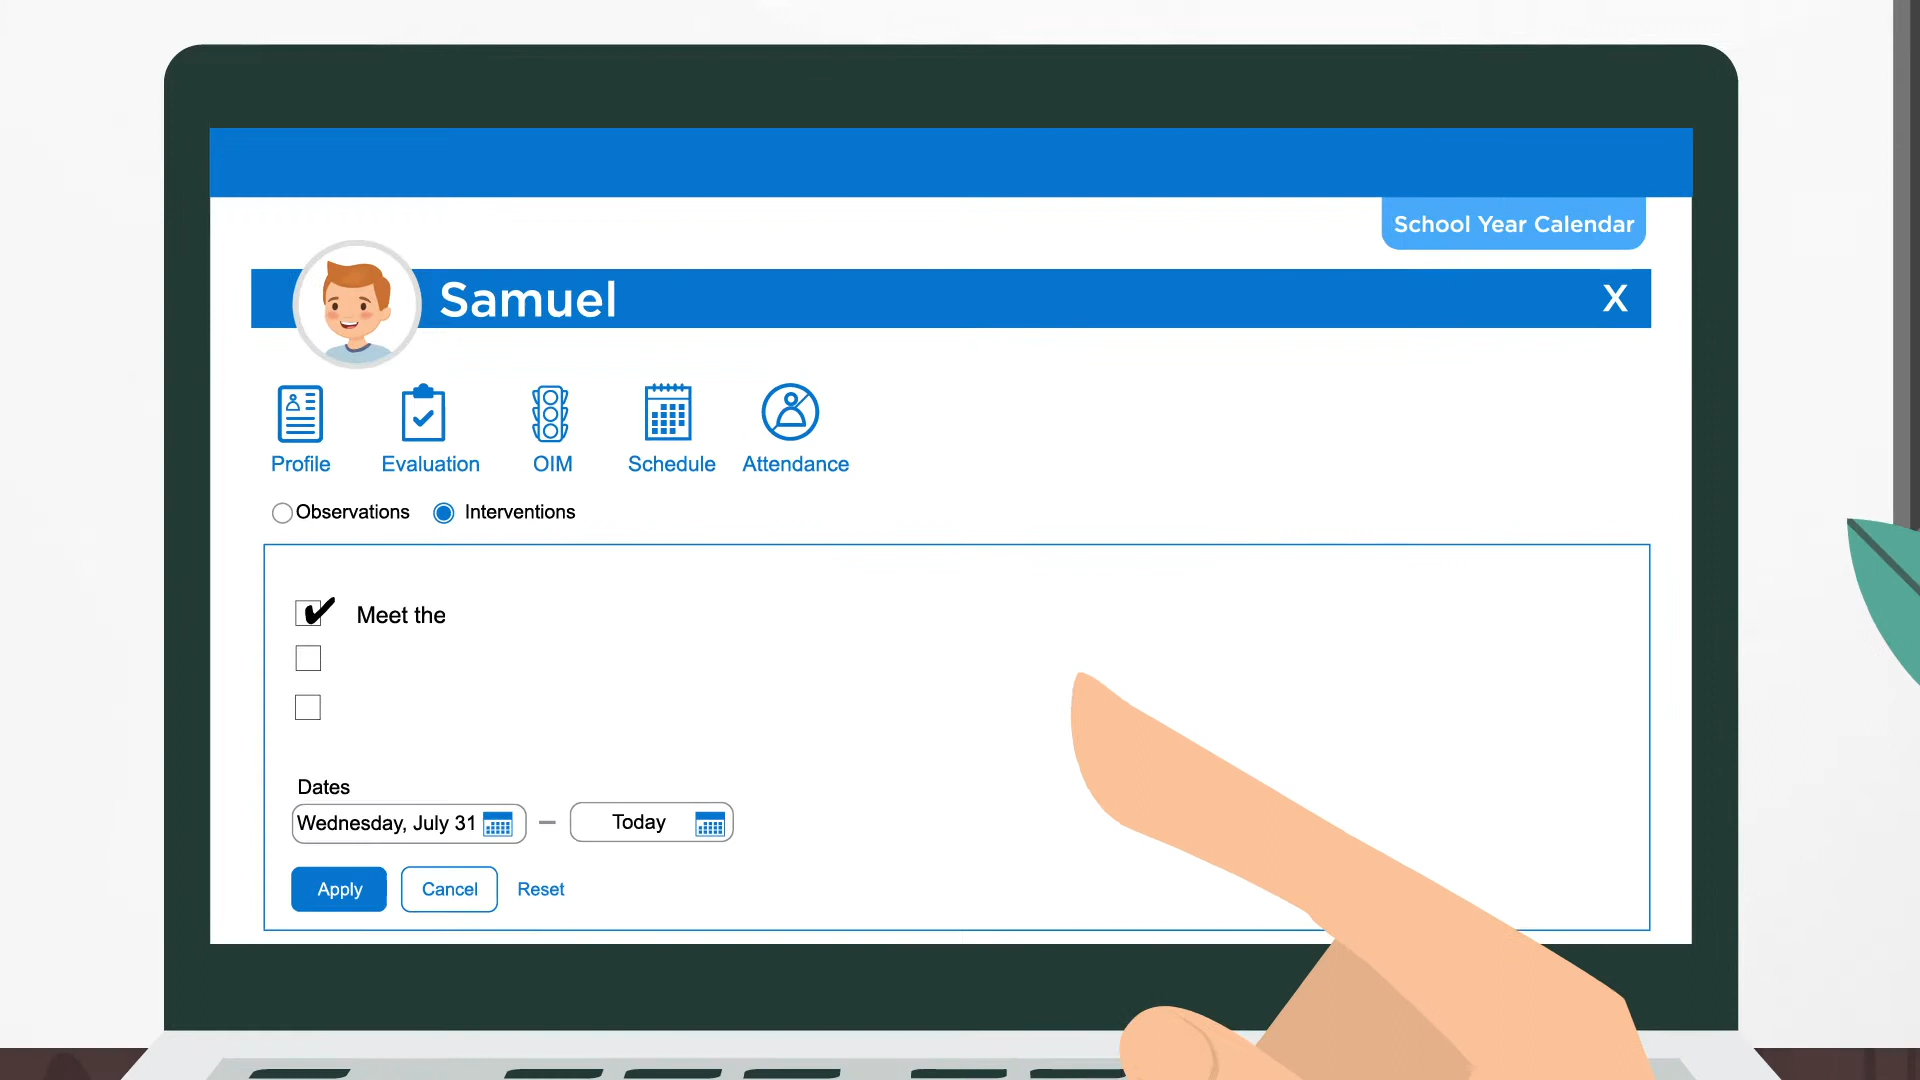 School Year Calendar
Samuel X
Profile Evaluation OIM Schedule Attendance
Observations Interventions
Meet the
Dates
Wednesday, July 31 – Today
Apply Cancel Reset